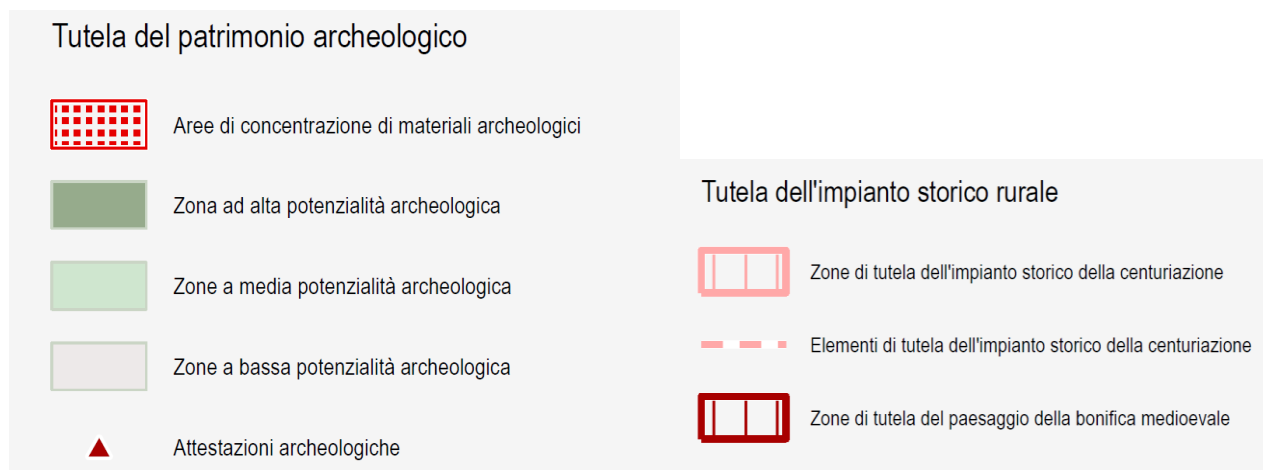 Tutela del patrimonio archeologico
Aree di concentrazione di materiali archeologici
Zona ad alta potenzialità archeologica
Zone a media potenzialità archeologica
Zone a bassa potenzialità archeologica
Attestazioni archeologiche
Tutela dell'impianto storico rurale
Zone di tutela dell'impianto storico della centuriazione
Elementi di tutela dell'impianto storico della centuriazione
Zone di tutela del paesaggio della bonifica medioevale